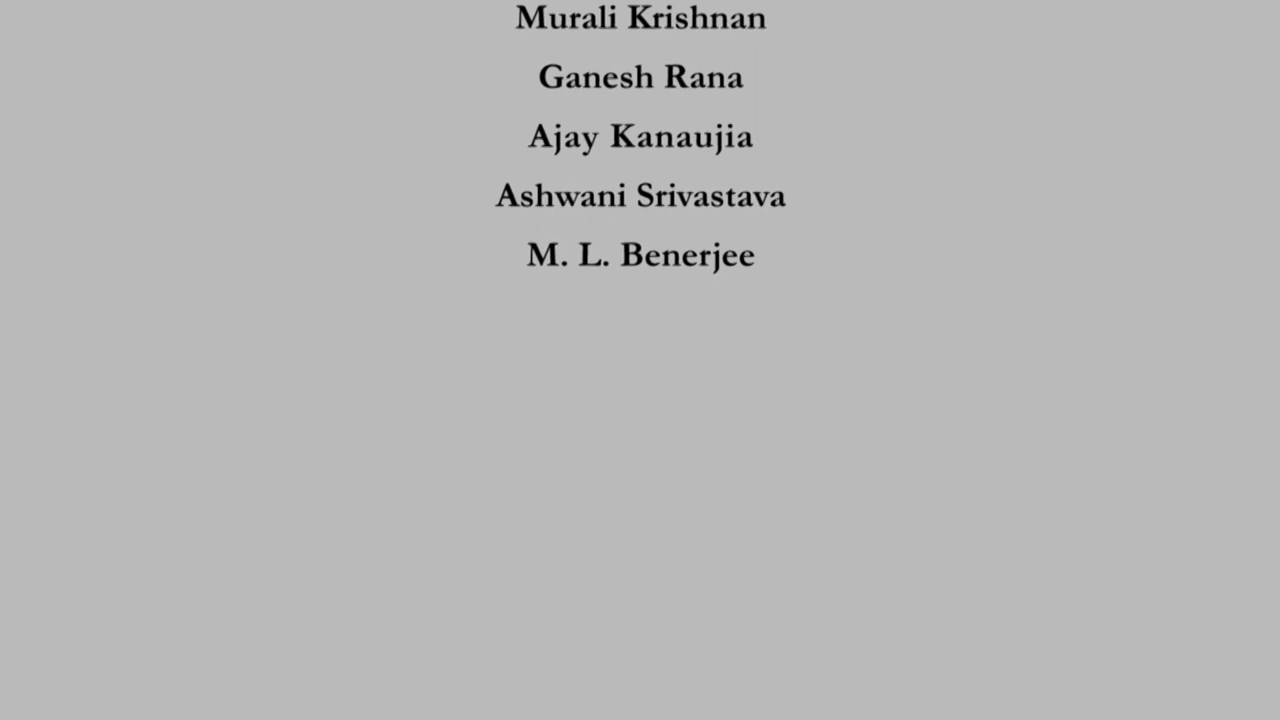 Murali Krishnan
Ganesh Rana
Ajay Kanaujia
Ashwani Srivastava
M. L. Benerjee